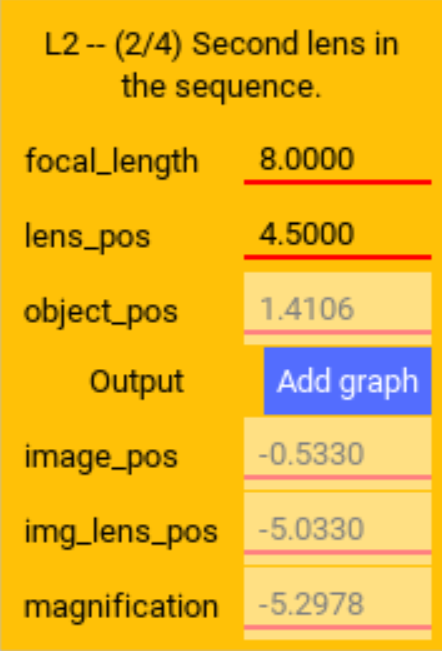 L2 -- (2/4) Second lens in
the sequence.
focal_length 8.0000
lens_pos 4.5000
object_pos 1.4106
Output Add graph
image_pos -0.5330
img_lens_pos -5.0330
magnification -5.2978